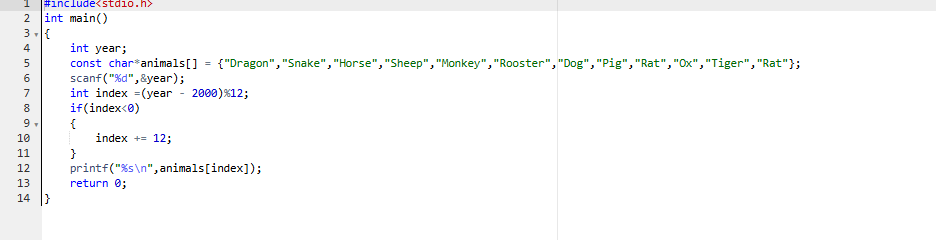 1 #include<stdio.h>
2 int main()
3 {
4     int year;
5     const char*animals[] = {"Dragon","Snake","Horse","Sheep","Monkey","Rooster","Dog","Pig","Rat","Ox","Tiger","Rat"};
6     scanf("%d",&year);
7     int index =(year - 2000)%12;
8     if(index<0)
9     {
10         index += 12;
11     }
12     printf("%s\n",animals[index]);
13     return 0;
14 }